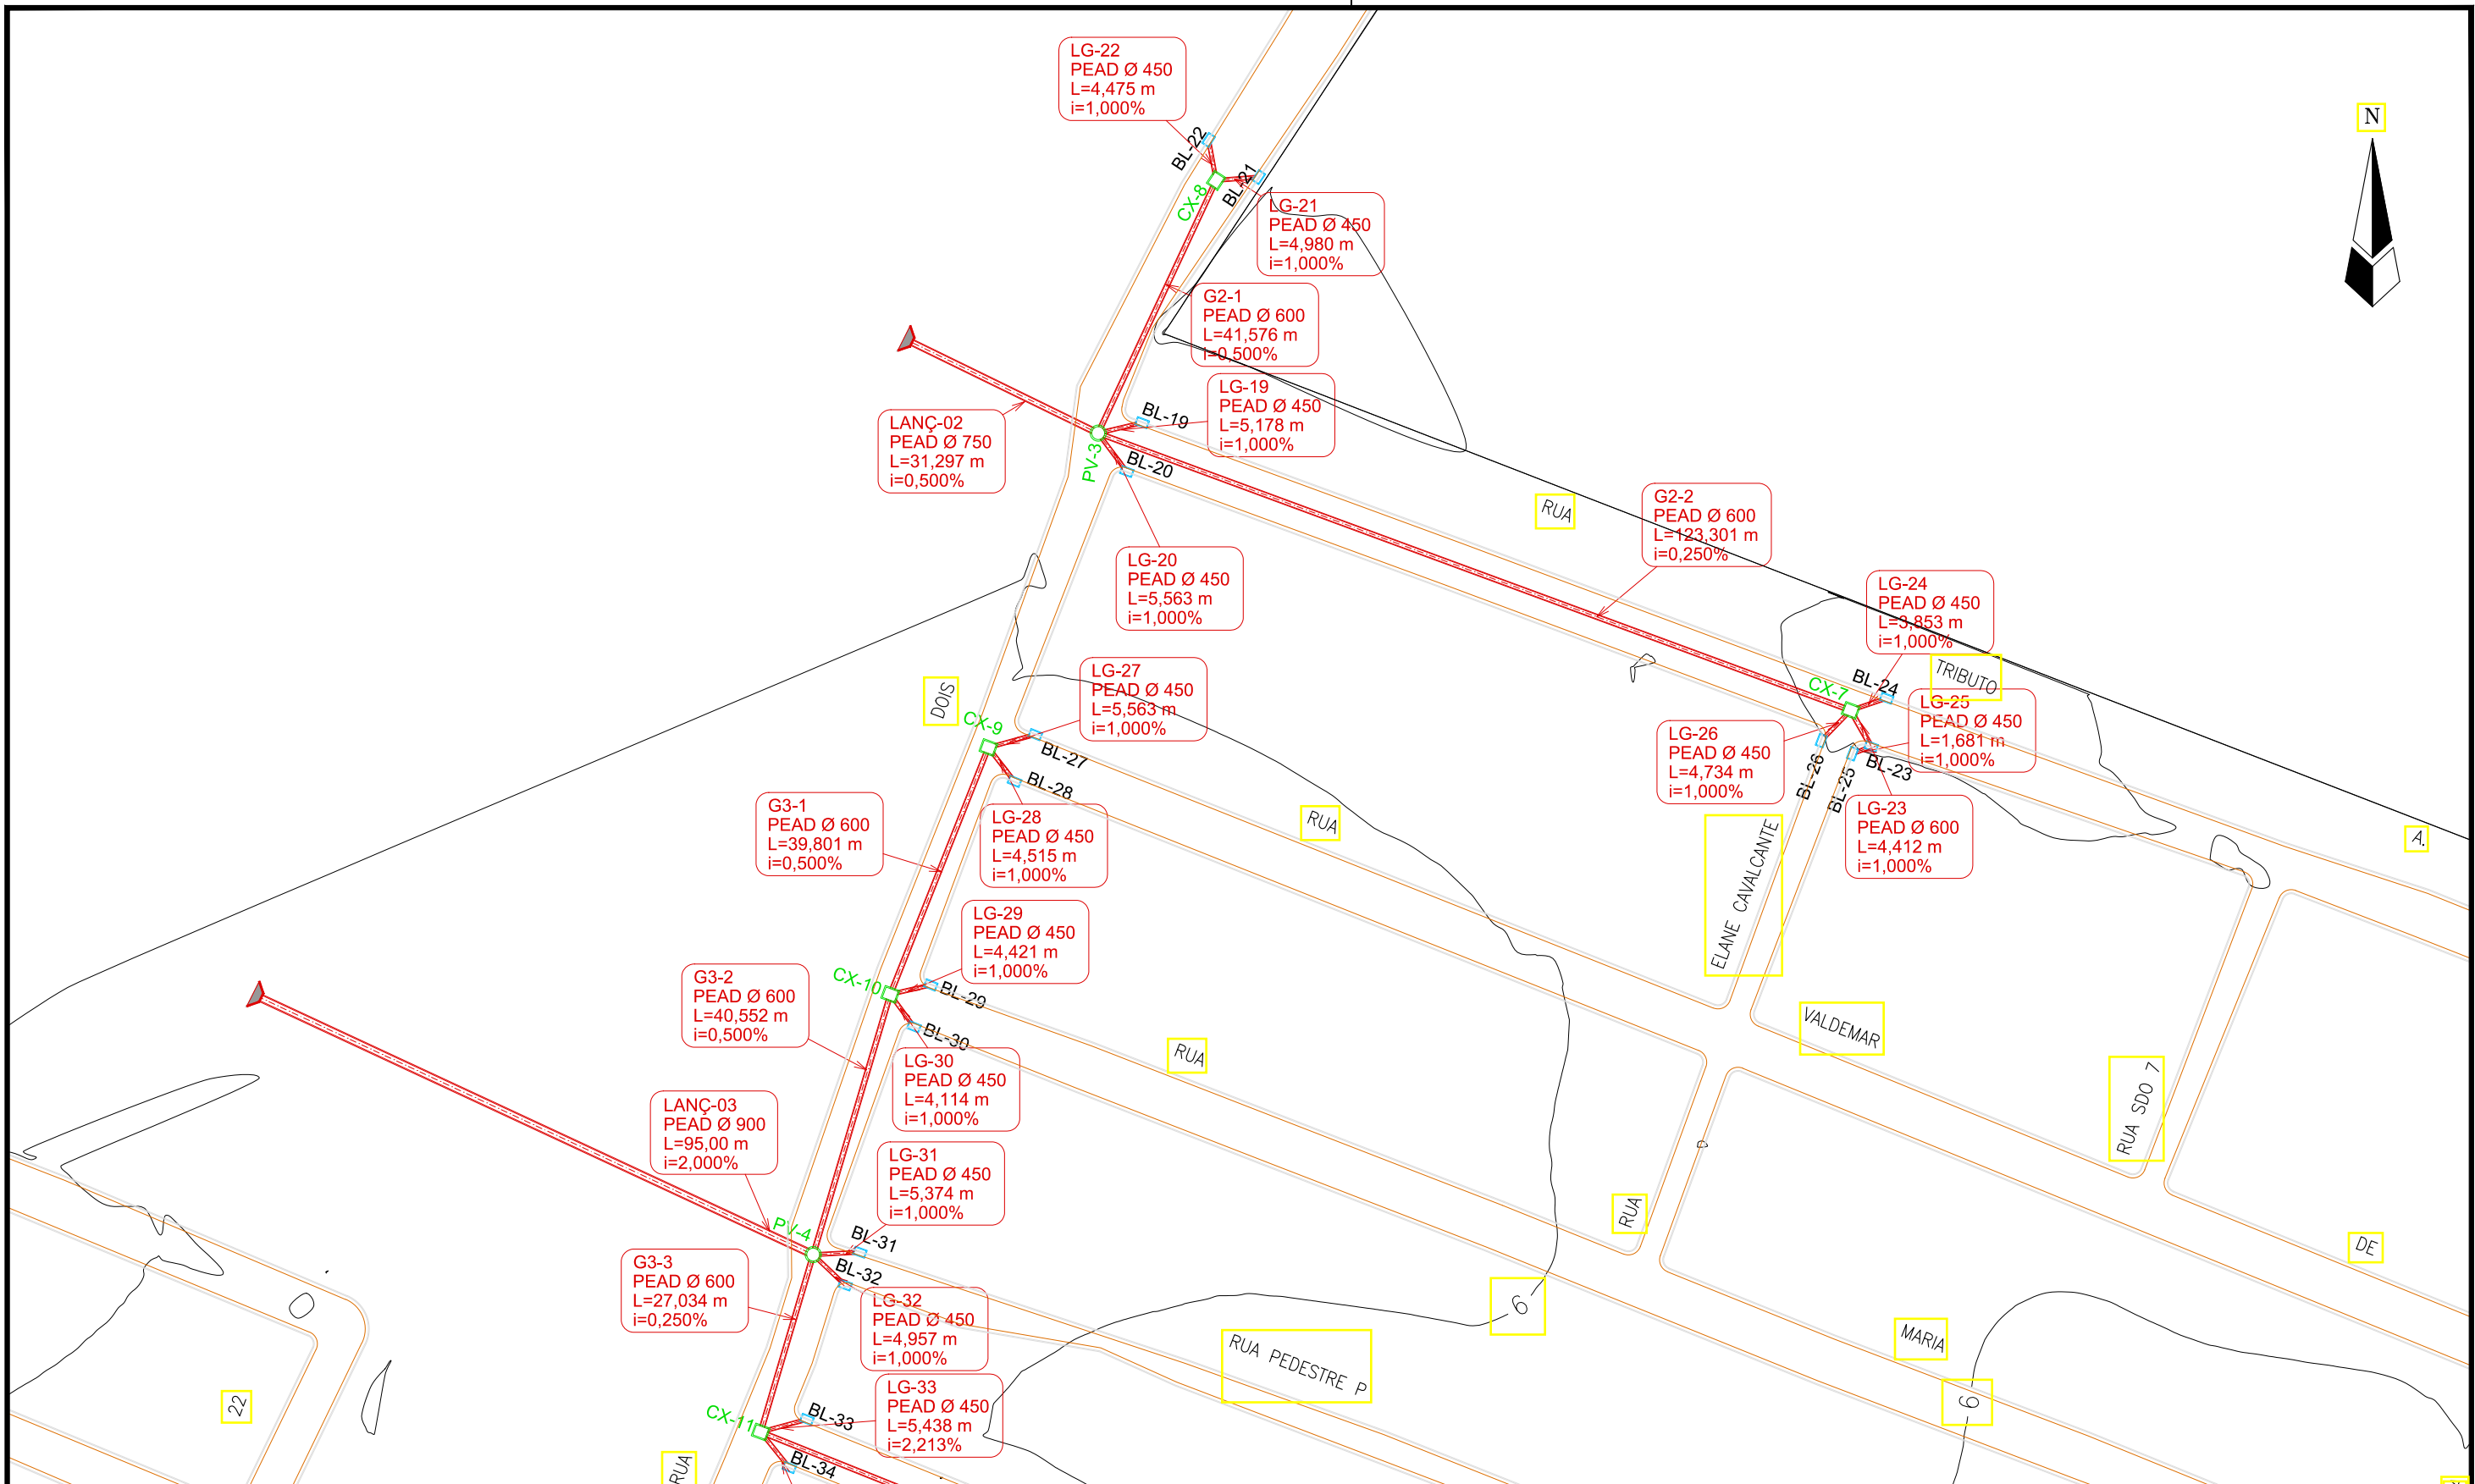 LG-22
PEAD Ø 450
L=4,475 m
i=1,000%
N
BL-22
BL-21
CX-8
LG-21
PEAD Ø 450
L=4,980 m
i=1,000%
G2-1
PEAD Ø 600
L=41,576 m
i=0,500%
LG-19
PEAD Ø 450
L=5,178 m
i=1,000%
BL-19
LANÇ-02
PEAD Ø 750
L=31,297 m
i=0,500%
PV-3
BL-20
RUA
G2-2
PEAD Ø 600
L=123,301 m
i=0,250%
LG-20
PEAD Ø 450
L=5,563 m
i=1,000%
LG-24
PEAD Ø 450
L=3,853 m
i=1,000%
TRIBUTO
LG-27
PEAD Ø 450
L=5,563 m
i=1,000%
DOIS
CX-9
BL-27
BL-28
CX-7
BL-24
LG-25
PEAD Ø 450
L=1,681 m
i=1,000%
LG-26
PEAD Ø 450
L=4,734 m
i=1,000%
BL-26
BL-25
BL-23
G3-1
PEAD Ø 600
L=39,801 m
i=0,500%
LG-28
PEAD Ø 450
L=4,515 m
i=1,000%
RUA
LG-23
PEAD Ø 600
L=4,412 m
i=1,000%
A.
ELANE CAVALCANTE
LG-29
PEAD Ø 450
L=4,421 m
i=1,000%
G3-2
PEAD Ø 600
L=40,552 m
i=0,500%
CX-10
BL-29
BL-30
RUA
VALDEMAR
LG-30
PEAD Ø 450
L=4,114 m
i=1,000%
RUA SDO 7
LANÇ-03
PEAD Ø 900
L=95,00 m
i=2,000%
LG-31
PEAD Ø 450
L=5,374 m
i=1,000%
RUA
PV-4
BL-31
BL-32
DE
G3-3
PEAD Ø 600
L=27,034 m
i=0,250%
LG-32
PEAD Ø 450
L=4,957 m
i=1,000%
6
MARIA
RUA PEDESTRE P
22
6
LG-33
PEAD Ø 450
L=5,438 m
i=2,213%
CX-11
BL-33
BL-34
RUA